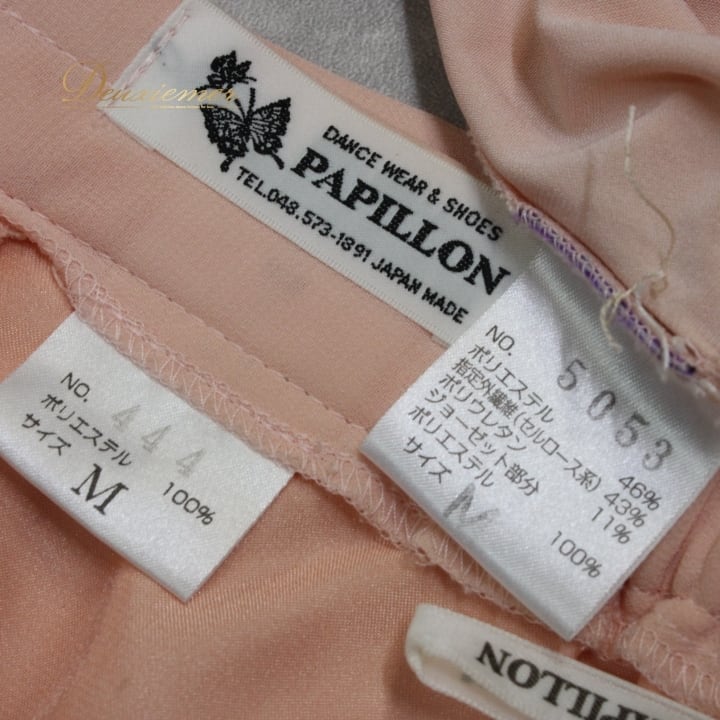 Deuxiemer
DANCE WEAR & SHOES
PAPILLON
TEL.048.573-1891 JAPAN MADE
NO. 444
ポリエステル 100%
サイズ M
NO. 5053
ポリエステル 46%
指定外繊維(セルロース系) 43%
ポリウレタン 11%
ジョーゼット部分
ポリエステル 100%
サイズ M
PILLON